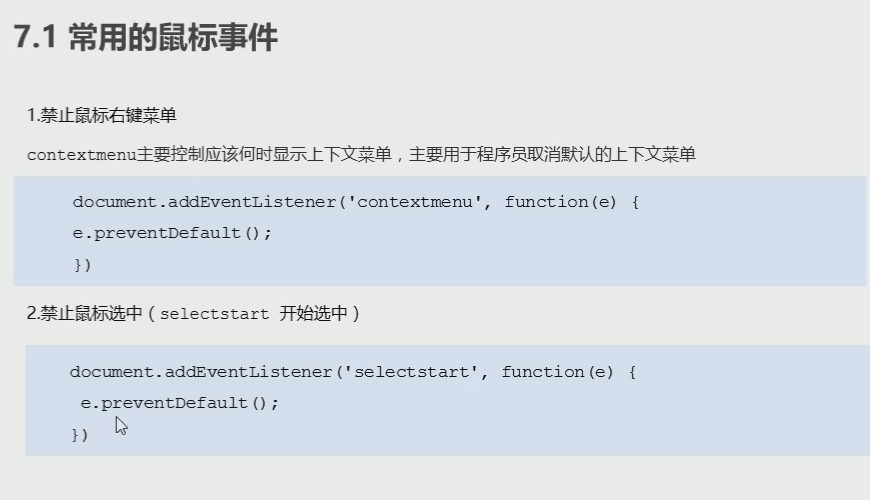 7.1 常用的鼠标事件
1.禁止鼠标右键菜单
contextmenu主要控制应该何时显示上下文菜单，主要用于程序员取消默认的上下文菜单
document.addEventListener('contextmenu', function(e) {
e.preventDefault();
})
2.禁止鼠标选中（selectstart 开始选中）
document.addEventListener('selectstart', function(e) {
e.preventDefault();
})